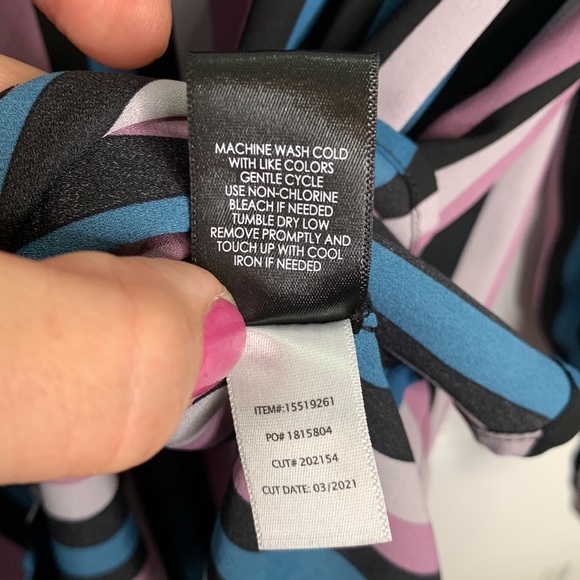 MACHINE WASH COLD
WITH LIKE COLORS
GENTLE CYCLE
USE NON-CHLORINE
BLEACH IF NEEDED
TUMBLE DRY LOW
REMOVE PROMPTLY AND
TOUCH UP WITH COOL
IRON IF NEEDED
ITEM#:15519261
PO# 1815804
CUT# 202154
CUT DATE: 03/2021